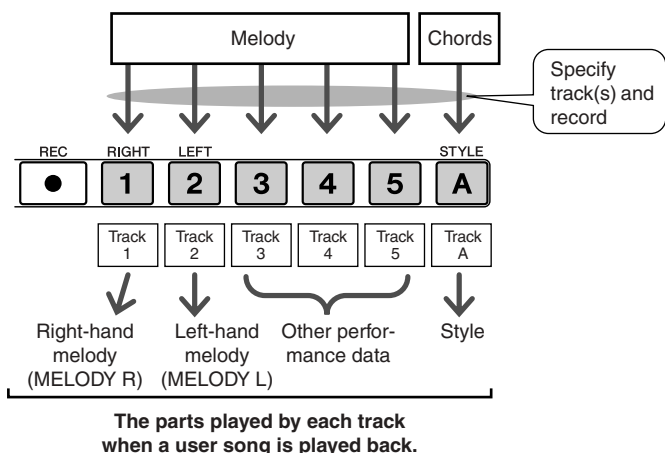 Melody
Chords
Specify
track(s) and
record
REC
RIGHT
LEFT
STYLE
1
2
3
4
5
A
Track
1
Track
2
Track
3
Track
4
Track
5
Track
A
Right-hand
melody
(MELODY R)
Left-hand
melody
(MELODY L)
Other perfor-
mance data
Style
The parts played by each track
when a user song is played back.